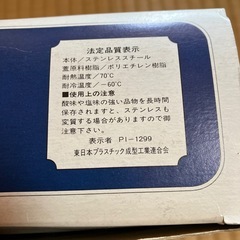 法定品質表示
本体／ステンレススチール
蓋原料樹脂／ポリエチレン樹脂
耐熱温度／70℃
耐冷温度／－60℃
■使用上の注意
酸味や塩味の強い品物を長時間
保存されますと、ステンレスも
変質する場合がありますので御
注意下さい。
表示者 PI－1299
東日本プラスチック成型工業連合会